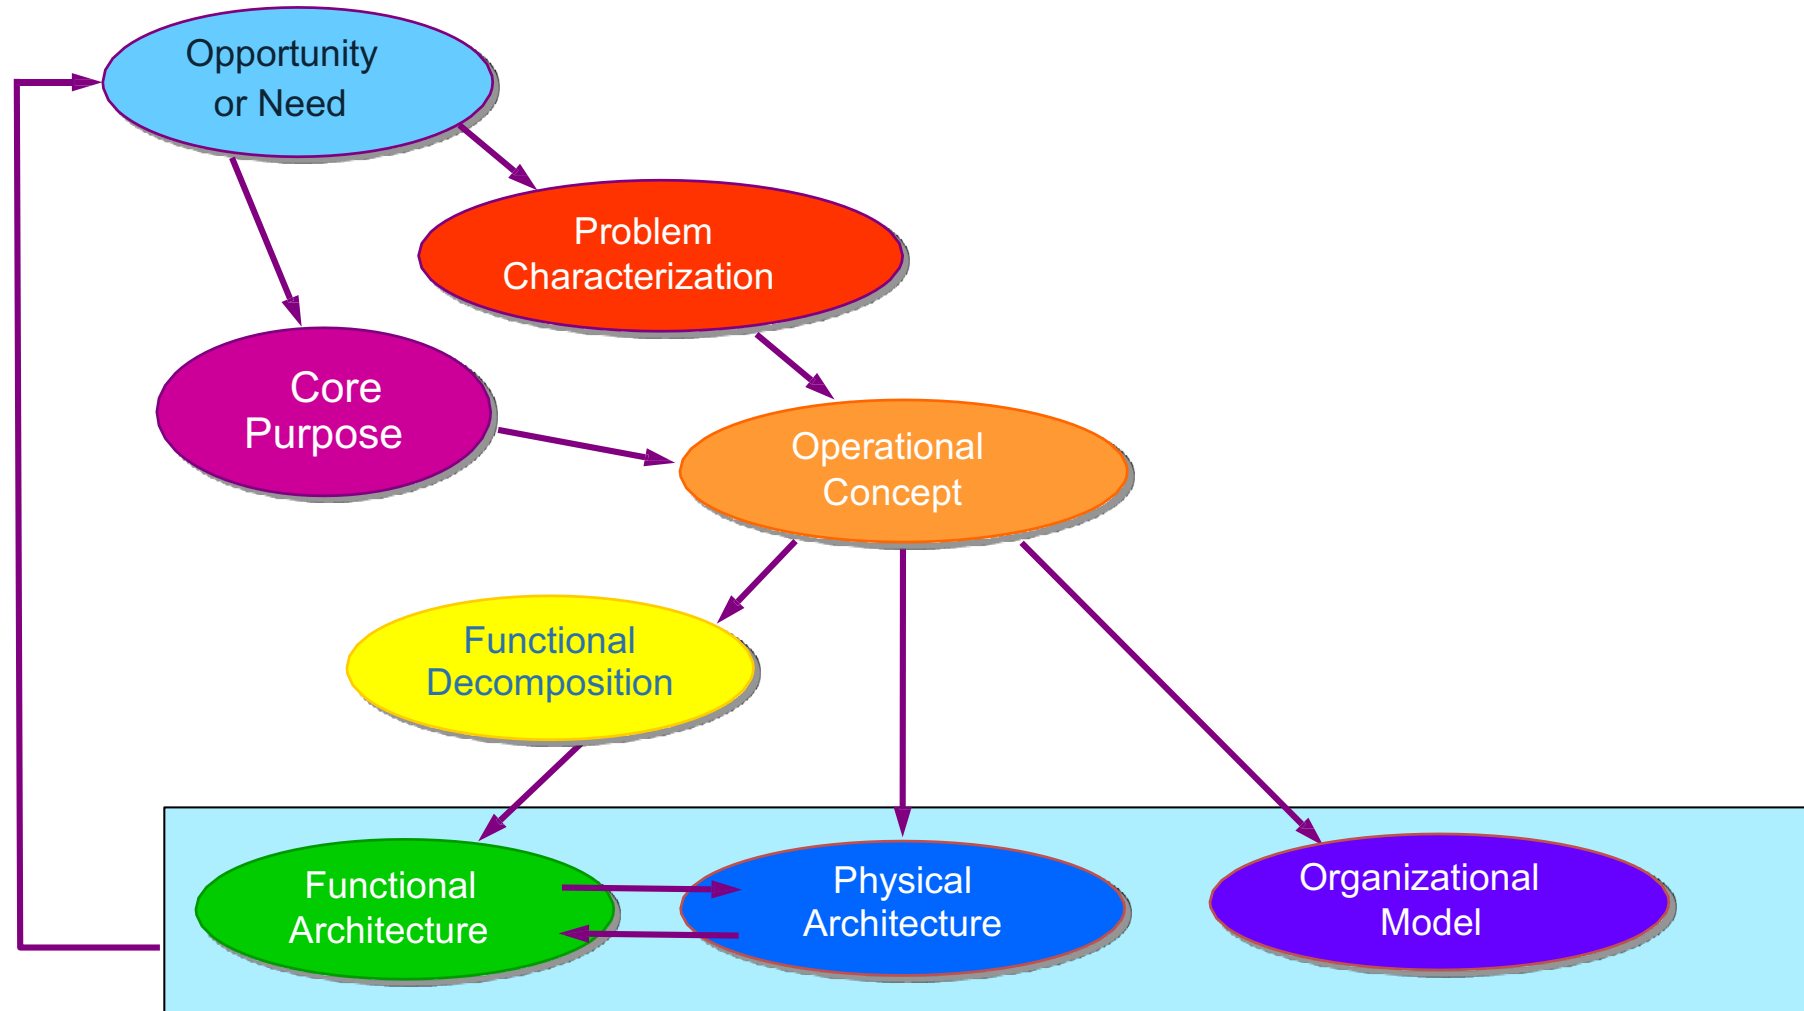 Opportunity
or Need
Problem
Characterization
Core
Purpose
Operational
Concept
Functional
Decomposition
Functional
Architecture
Physical
Architecture
Organizational
Model